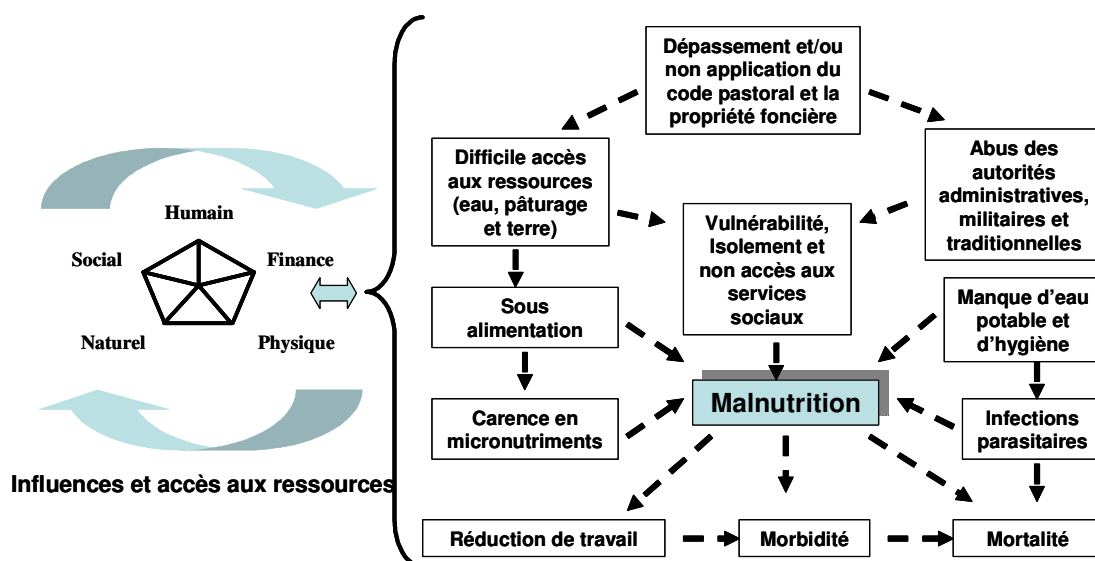 Dépassement et/ou
non application du
code pastoral et la
propriété foncière
Difficile accès
aux ressources
(eau, pâturage
et terre)
Abus des
autorités
administratives,
militaires et
traditionnelles
Vulnérabilité,
Isolement et
non accès aux
services
sociaux
Humain
Social
Finance
Naturel
Physique
Sous
alimentation
Manque d'eau
potable et
d'hygiène
Malnutrition
Carence en
micronutriments
Infections
parasitaires
Influences et accès aux ressources
Réduction de travail
Morbidité
Mortalité